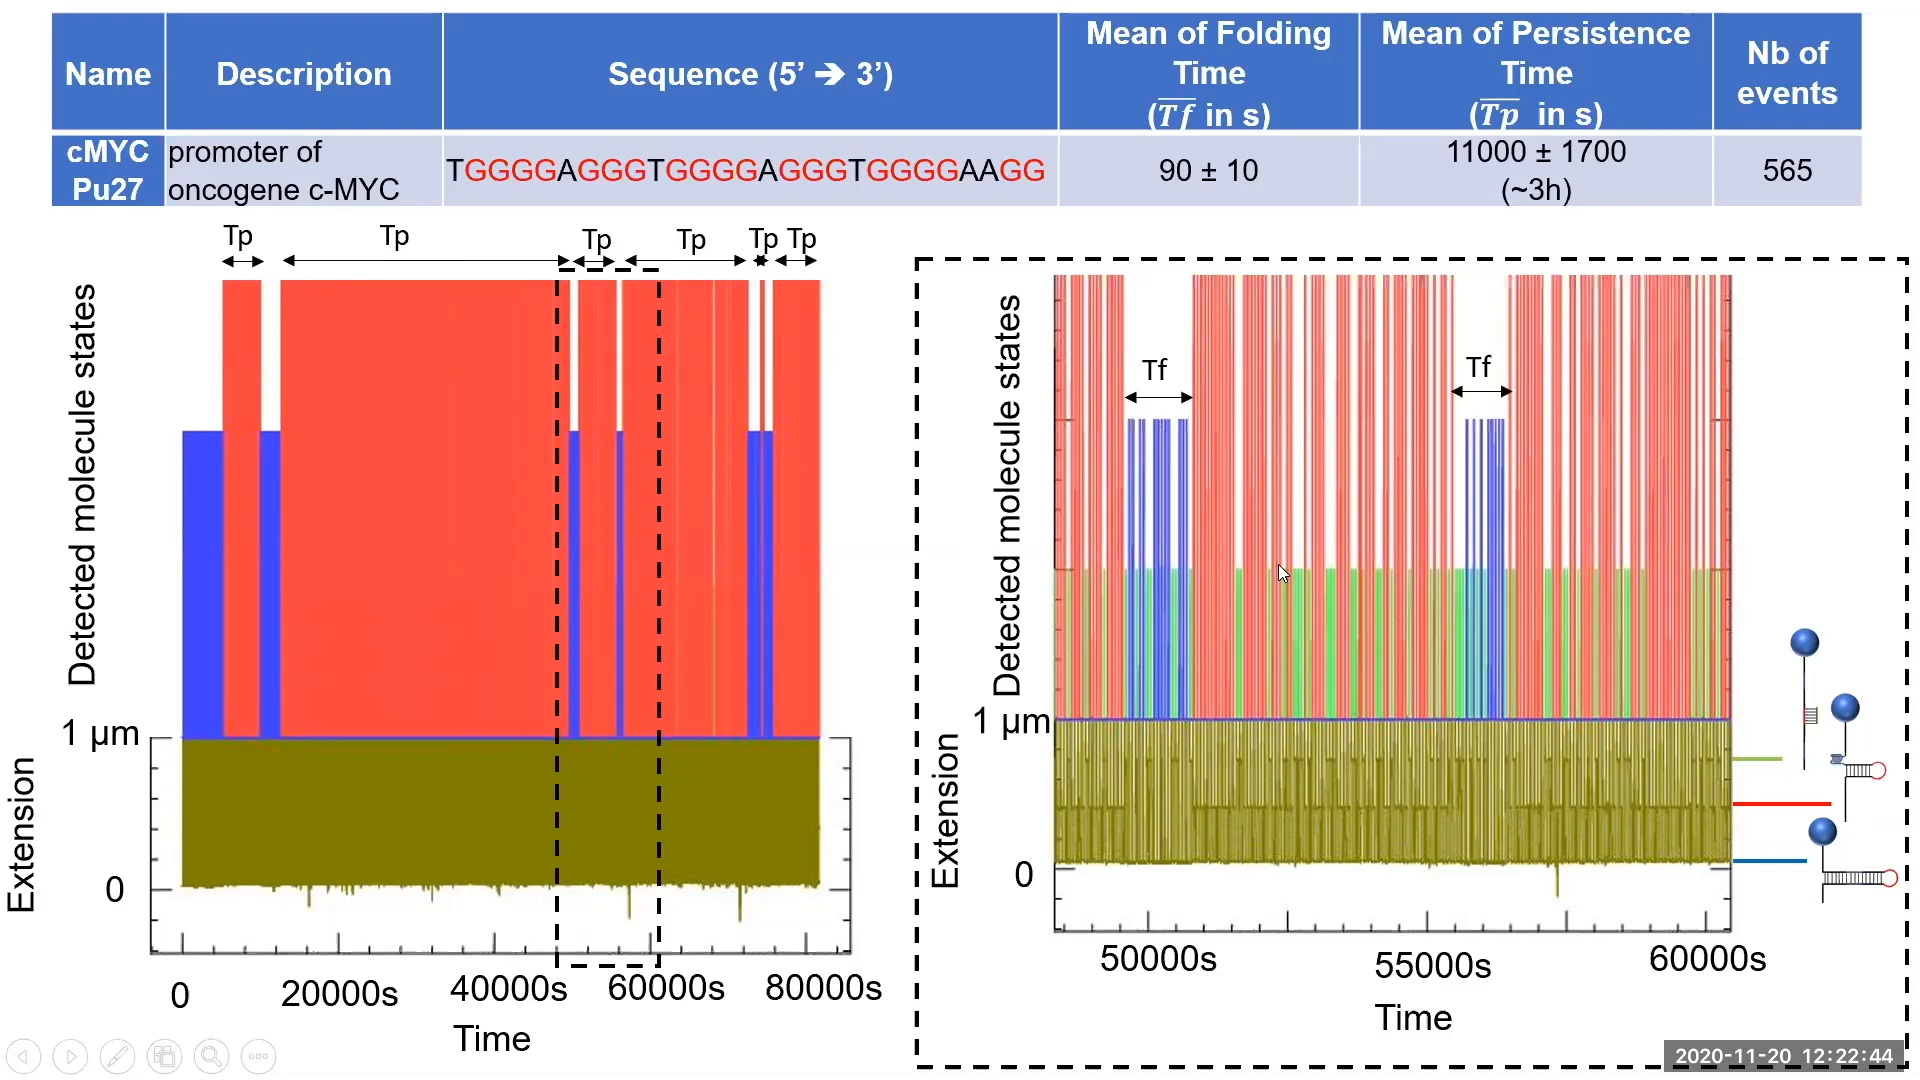 Name
Description
Sequence (5’ ➔ 3’)
Mean of Folding
Time
(Tf in s)
Mean of Persistence
Time
(Tp in s)
Nb of
events
cMYC
Pu27
promoter of
oncogene c-MYC
TGGGGAGGGTGGGGAGGGTGGGGAAGG
90 ± 10
11000 ± 1700
(~3h)
565
Tp
Tp
Tp
Tp
Tp
Tp
Detected molecule states
1 µm
Extension
0
0
20000s
40000s
60000s
80000s
Time
Tf
Tf
Detected molecule states
1 µm
Extension
0
50000s
55000s
60000s
Time
2020-11-20 12:22:44